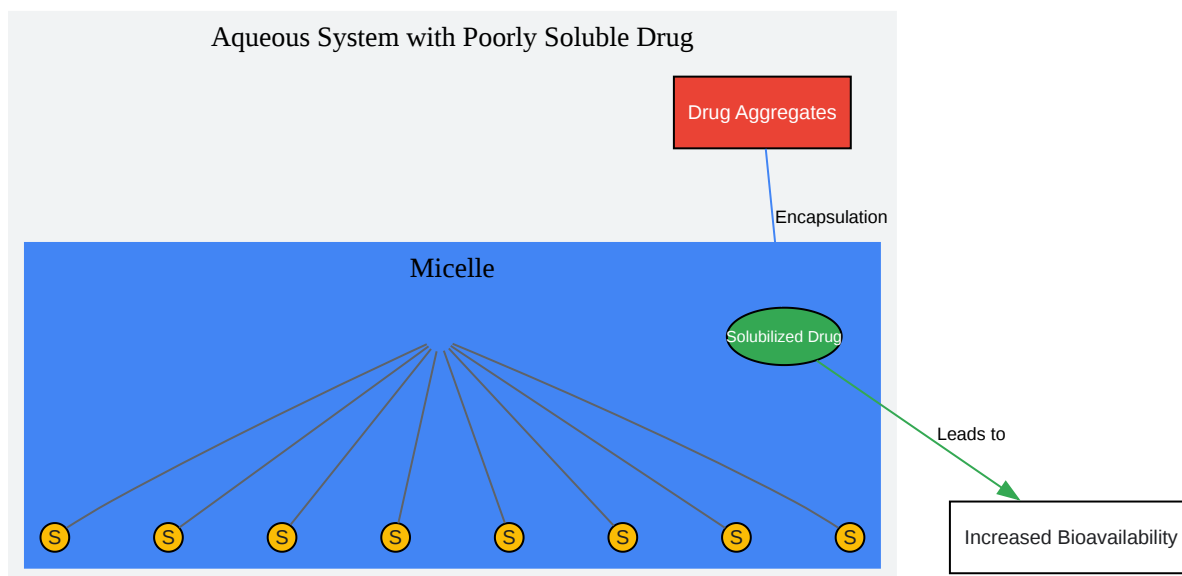 Aqueous System with Poorly Soluble Drug
Drug Aggregates
Encapsulation
Micelle
Solubilized Drug
Leads to
S S S S S S S S
Increased Bioavailability